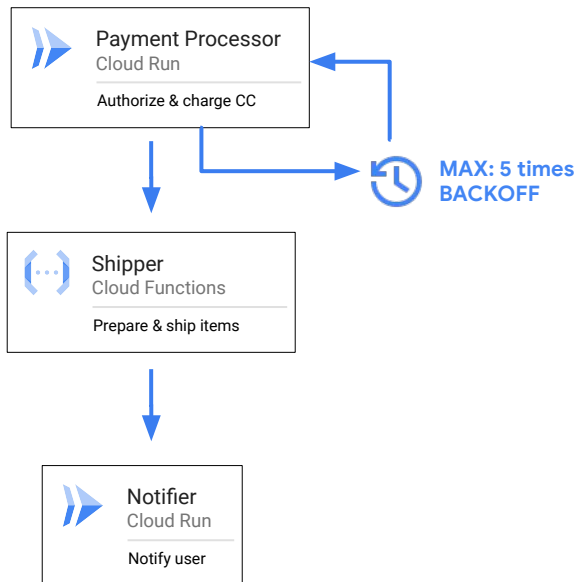 Payment Processor
Cloud Run
Authorize & charge CC
MAX: 5 times
BACKOFF
Shipper
Cloud Functions
Prepare & ship items
Notifier
Cloud Run
Notify user